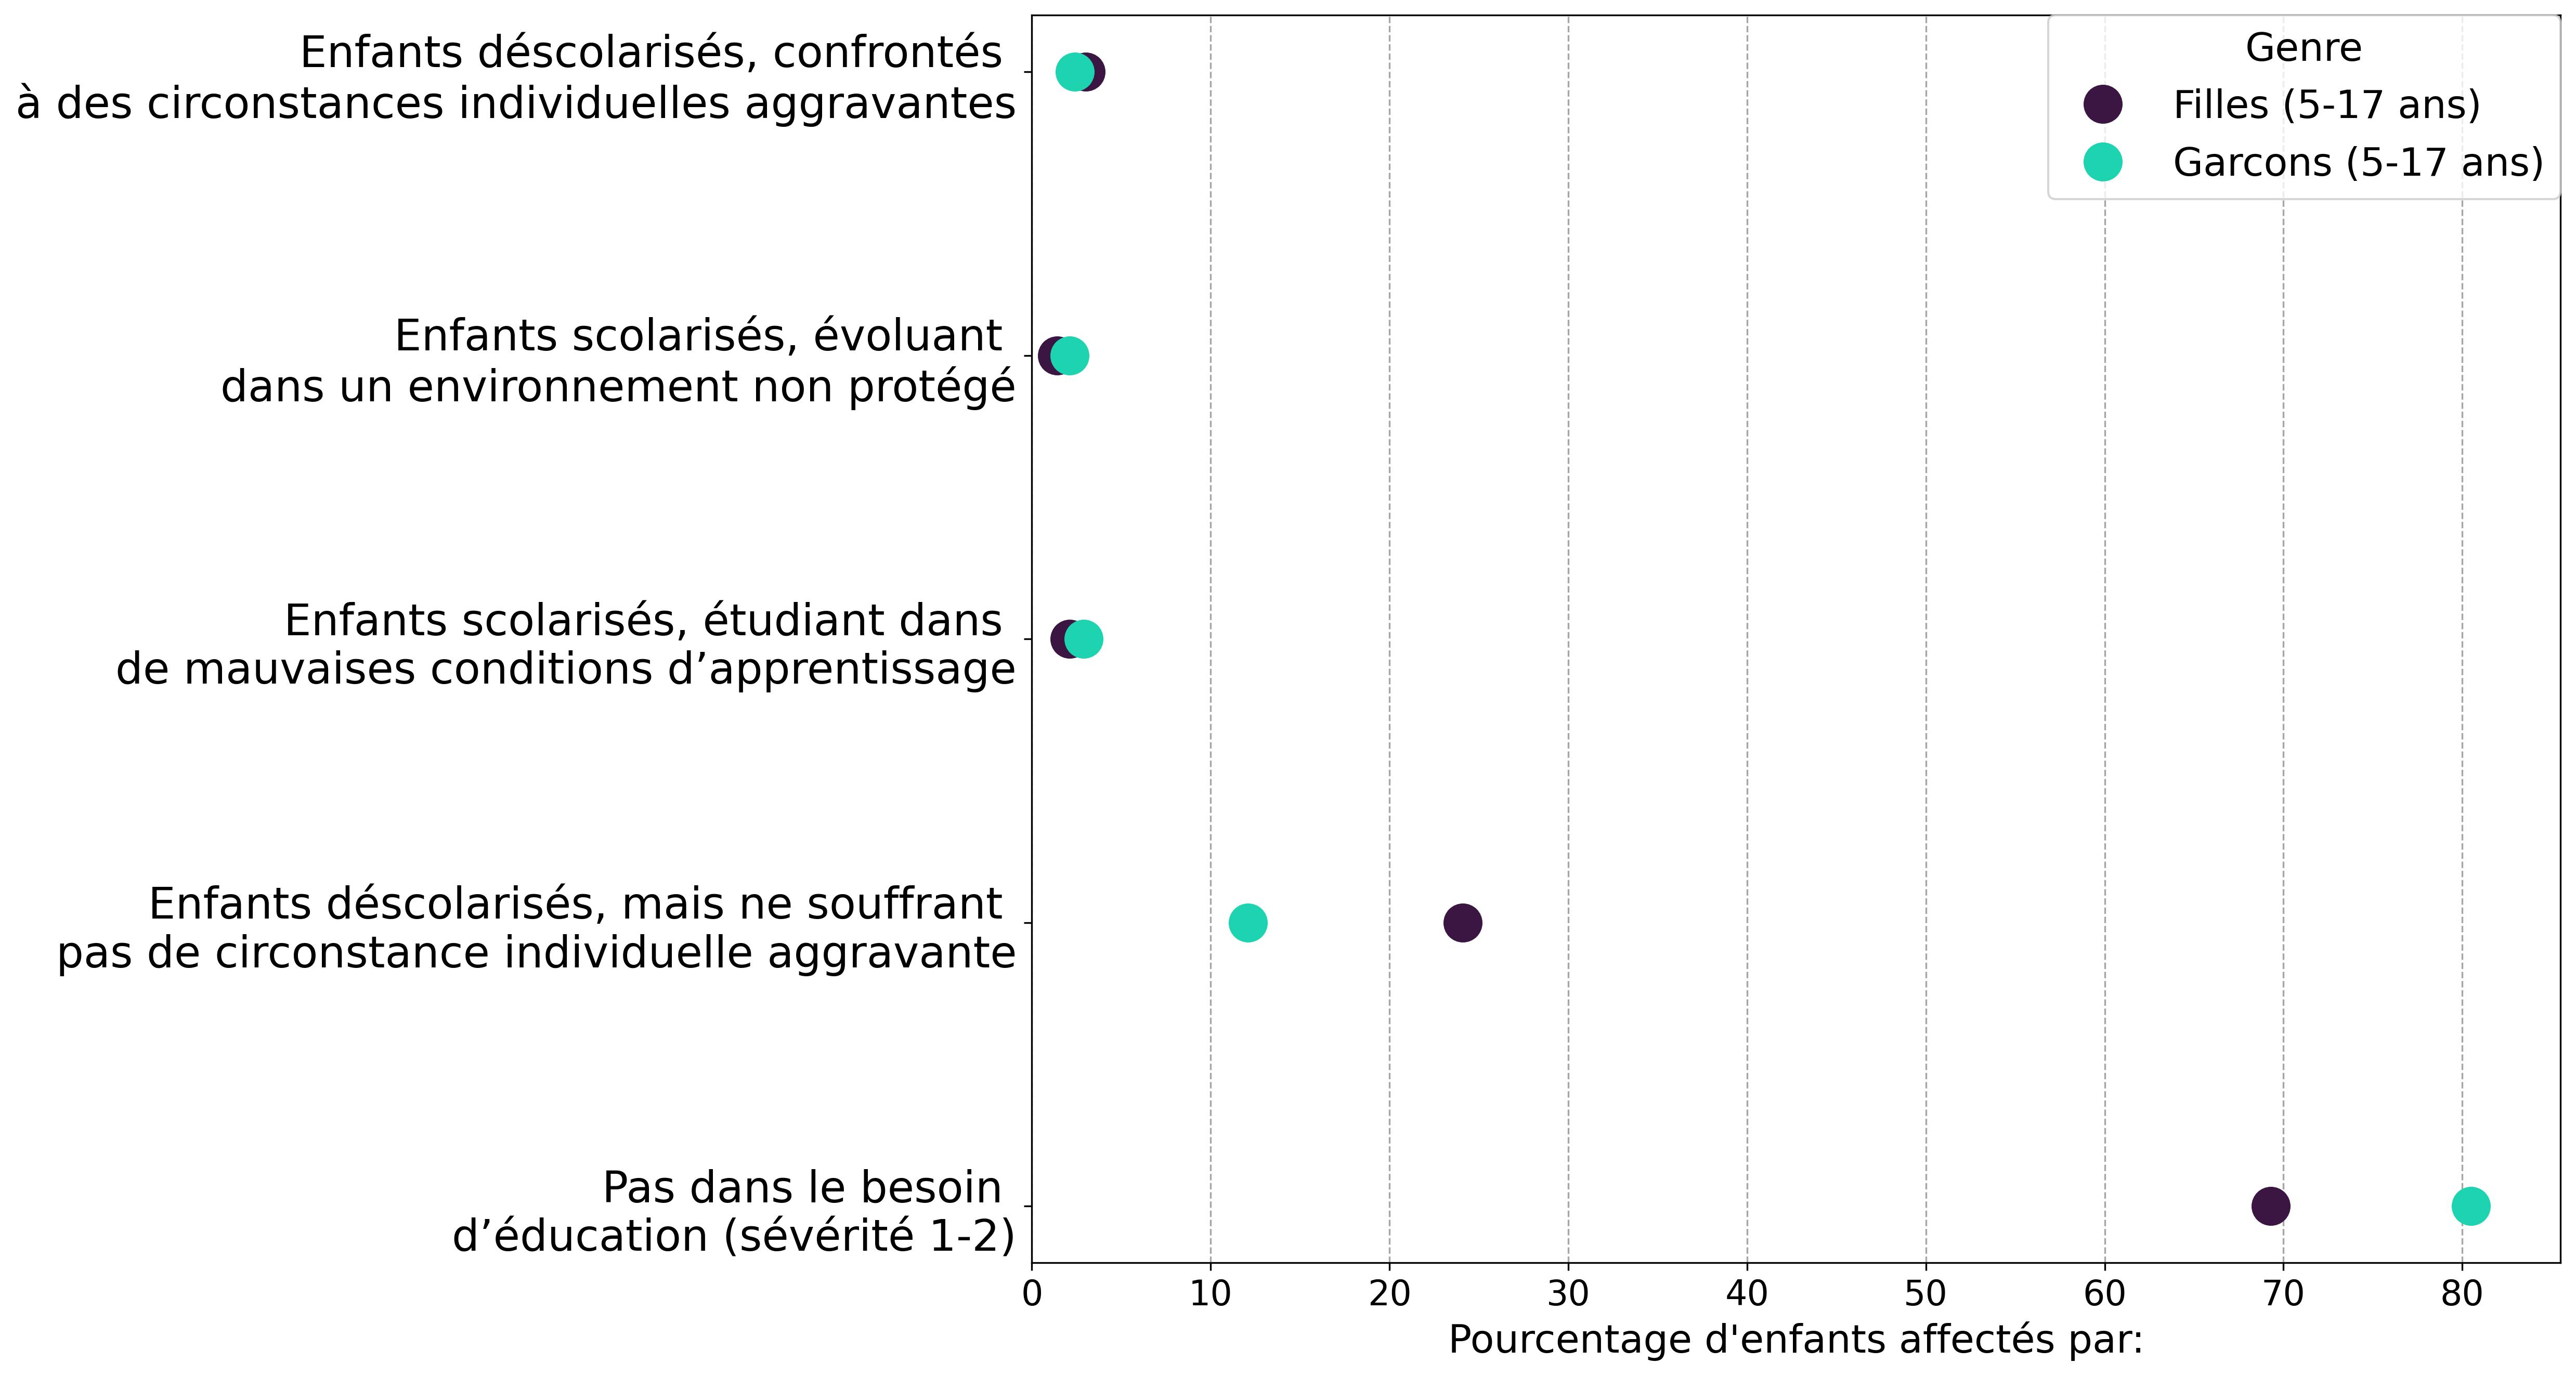 Enfants déscolarisés, confrontés
à des circonstances individuelles aggravantes
Enfants scolarisés, évoluant
dans un environnement non protégé
Enfants scolarisés, étudiant dans
de mauvaises conditions d’apprentissage
Enfants déscolarisés, mais ne souffrant
pas de circonstance individuelle aggravante
Pas dans le besoin
d’éducation (sévérité 1-2)
Genre
Filles (5-17 ans)
Garcons (5-17 ans)
0 10 20 30 40 50 60 70 80
Pourcentage d'enfants affectés par: